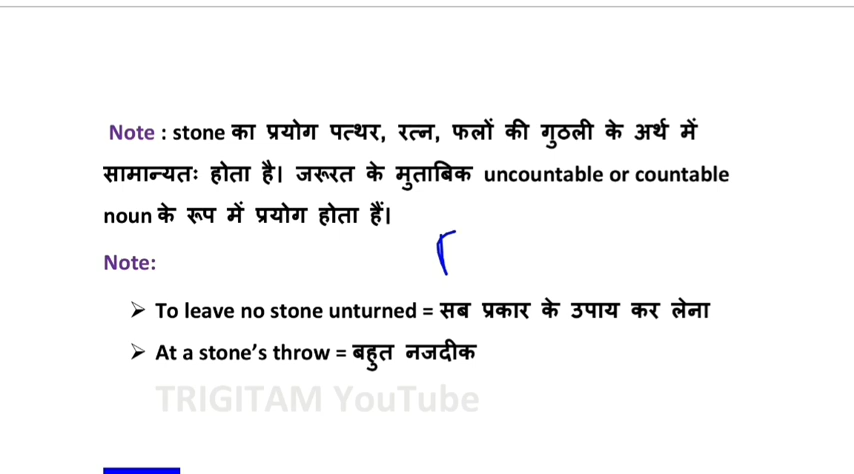 Note : stone का प्रयोग पत्थर, रत्न, फलों की गुठली के अर्थ में
सामान्यतः होता है। जरूरत के मुताबिक uncountable or countable
noun के रूप में प्रयोग होता हैं।
Note:
➢ To leave no stone unturned = सब प्रकार के उपाय कर लेना
➢ At a stone’s throw = बहुत नजदीक
TRIGITAM YouTube